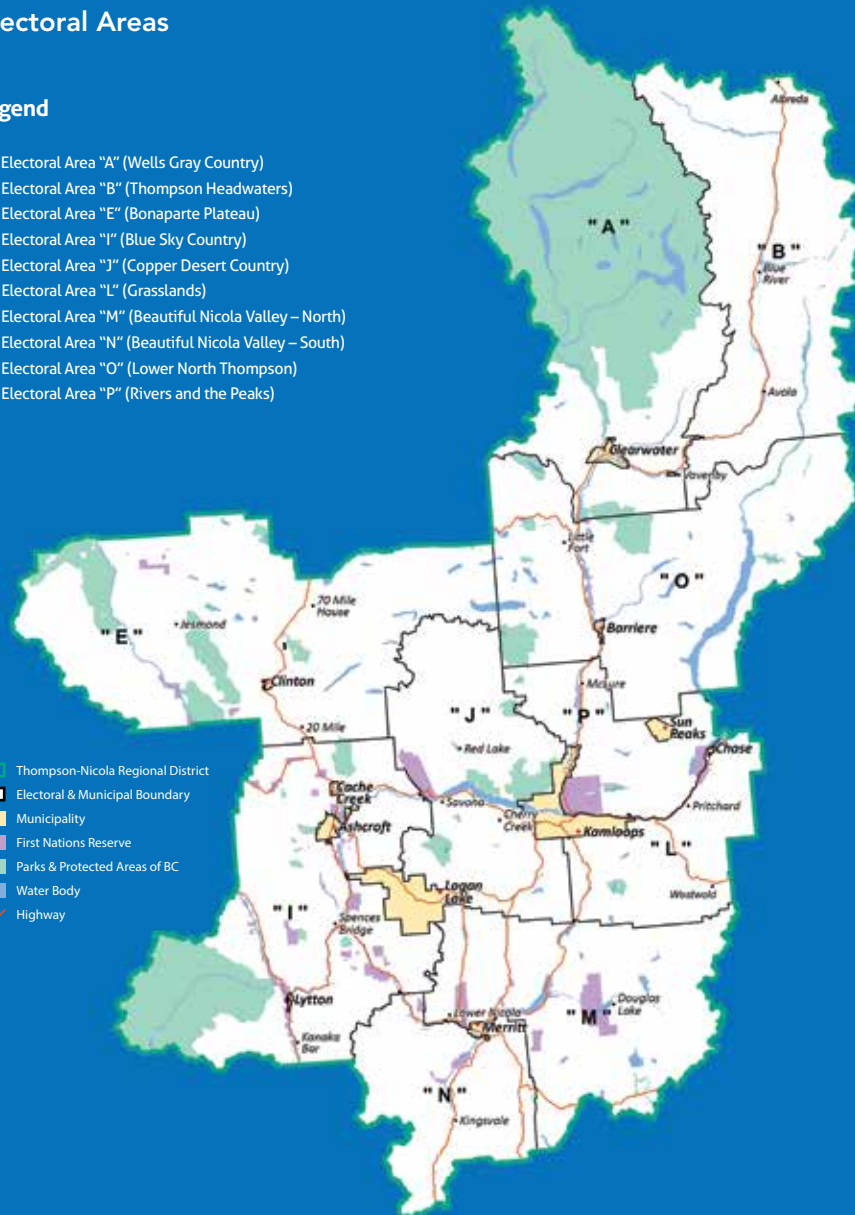 ectoral Areas
gend
Electoral Area "A" (Wells Gray Country)
Electoral Area "B" (Thompson Headwaters)
Electoral Area "E" (Bonaparte Plateau)
Electoral Area "I" (Blue Sky Country)
Electoral Area "J" (Copper Desert Country)
Electoral Area "L" (Grasslands)
Electoral Area "M" (Beautiful Nicola Valley – North)
Electoral Area "N" (Beautiful Nicola Valley – South)
Electoral Area "O" (Lower North Thompson)
Electoral Area "P" (Rivers and the Peaks)
Albreda
"A"
"B"
Blue
River
Avola
Clearwater
Vavenby
Little
Fort
"O"
70 Mile
House
"E"
Jesmond
Barriere
Clinton
McLure
"J"
"P"
20 Mile
Sun
Peaks
Red Lake
Chase
Thompson-Nicola Regional District
Electoral & Municipal Boundary
Municipality
First Nations Reserve
Parks & Protected Areas of BC
Water Body
Highway
Cache
Creek
Savona
Pritchard
Cherry
Creek
Ashcroft
Kamloops
"L"
Logan
Lake
Westwold
"I"
Spences
Bridge
Lytton
Douglas
Lake
Lower Nicola
"M"
Merritt
Kanaka
Bar
"N"
Kingsvale